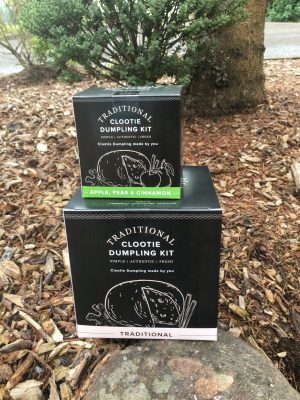 TRADITIONAL
CLOOTIE
DUMPLING KIT
SIMPLE | AUTHENTIC | FRESH
Clootie Dumpling made by you
APPLE, PEAR & CINNAMON
TRADITIONAL
CLOOTIE
DUMPLING KIT
SIMPLE | AUTHENTIC | FRESH
Clootie Dumpling made by you
TRADITIONAL